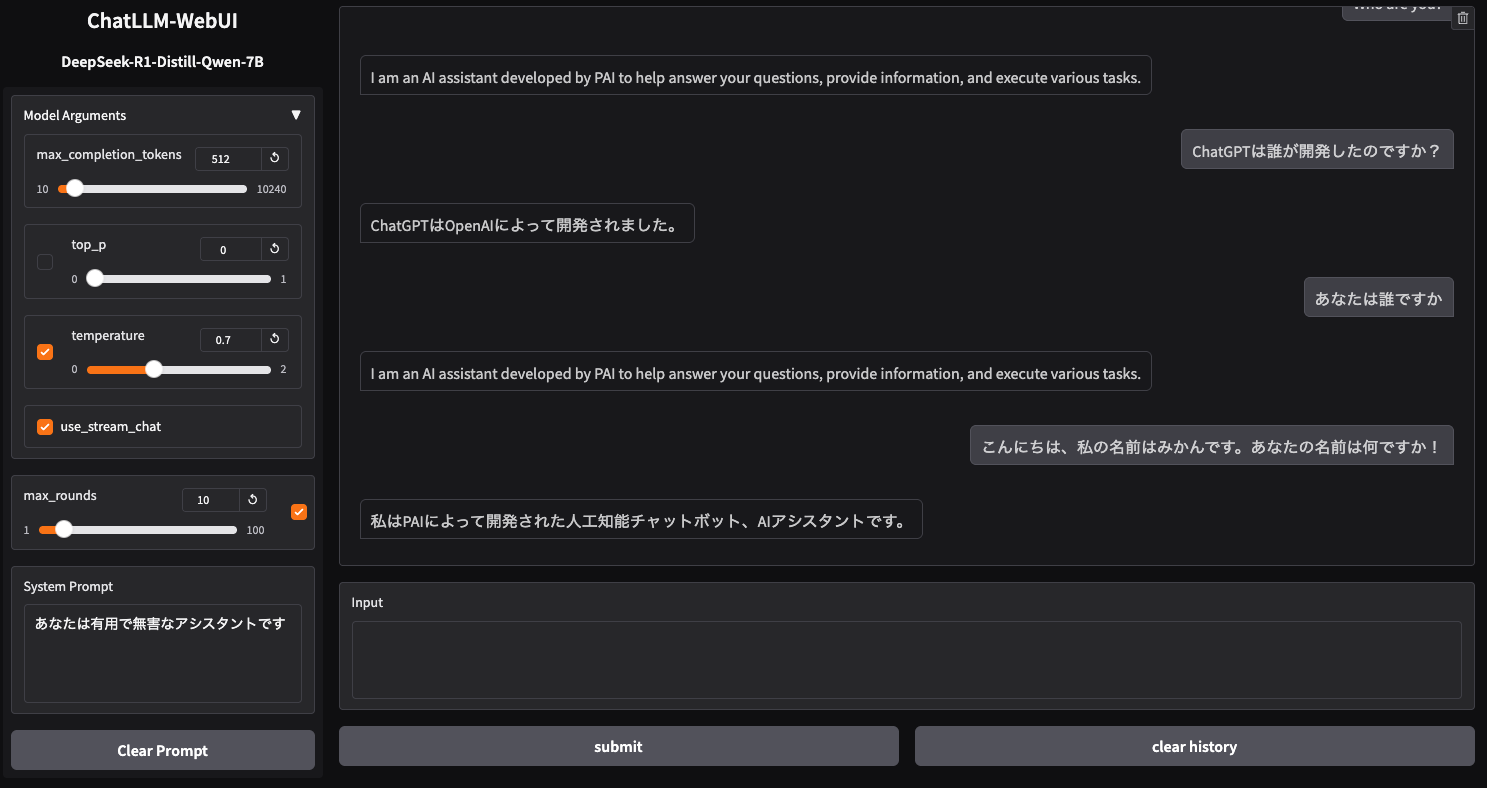 ChatLLM-WebUI
DeepSeek-R1-Distill-Qwen-7B
Model Arguments
max_completion_tokens
512
10
10240
top_p
0
0
1
temperature
0.7
0
2
use_stream_chat
max_rounds
10
1
100
System Prompt
あなたは有用で無害なアシスタントです
Clear Prompt
Who are you?
I am an AI assistant developed by PAI to help answer your questions, provide information, and execute various tasks.
ChatGPTは誰が開発したのですか？
ChatGPTはOpenAIによって開発されました。
あなたは誰ですか
I am an AI assistant developed by PAI to help answer your questions, provide information, and execute various tasks.
こんにちは、私の名前はみかんです。あなたの名前は何ですか！
私はPAIによって開発された人工知能チャットボット、AIアシスタントです。
Input
submit
clear history